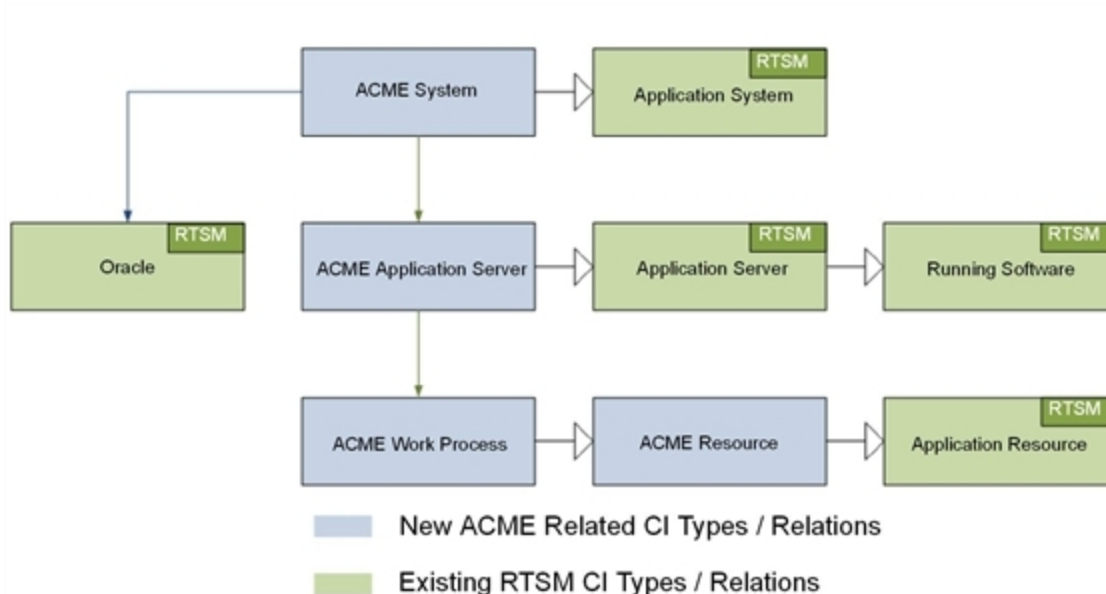 RTSM
ACME System
Application System
RTSM
Oracle
ACME Application Server
RTSM
Application Server
RTSM
Running Software
ACME Work Process
ACME Resource
RTSM
Application Resource
New ACME Related CI Types / Relations
Existing RTSM CI Types / Relations